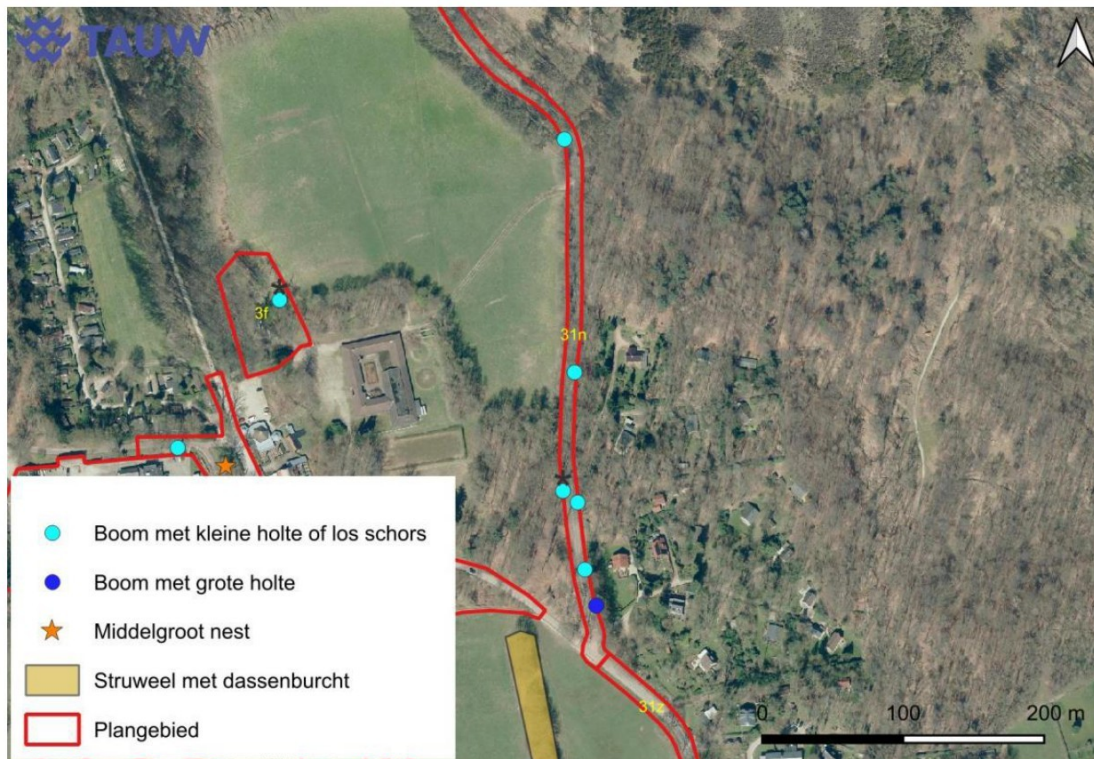 TAUW
3f
31n
Boom met kleine holte of los schors
Boom met grote holte
Middelgroot nest
Struweel met dassenburcht
Plangebied
31z
0 100 200 m